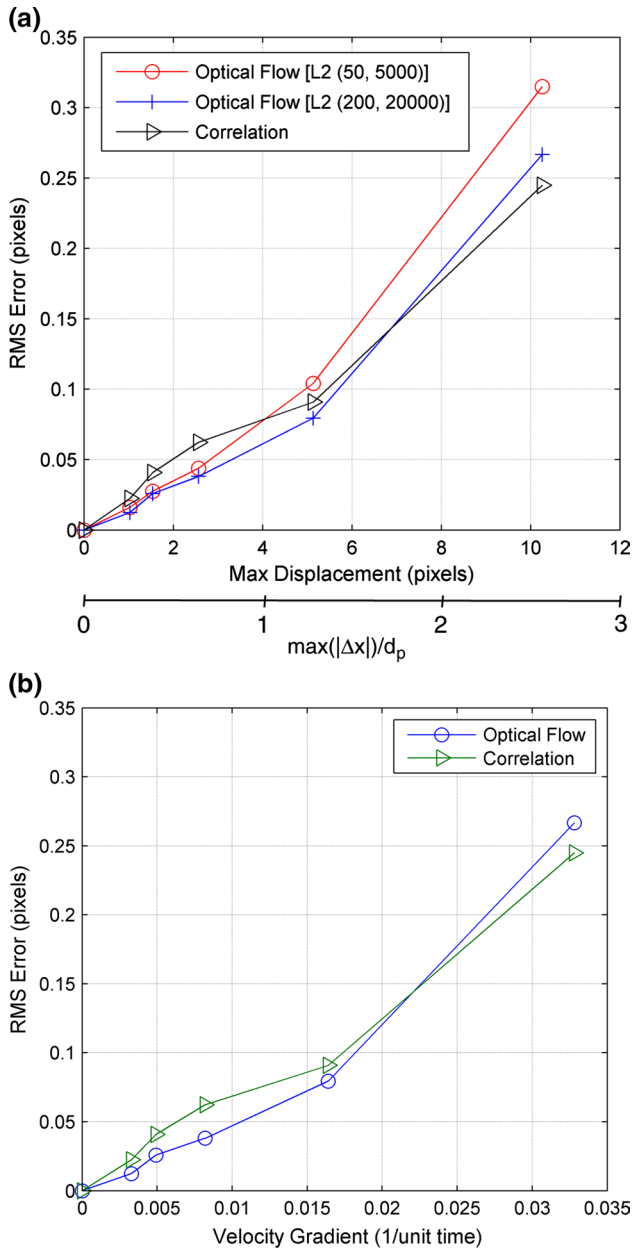 (a)
0.35
0.3
0.25
0.2
0.15
0.1
0.05
0
RMS Error (pixels)
Optical Flow [L2 (50, 5000)]
Optical Flow [L2 (200, 20000)]
Correlation
0 2 4 6 8 10 12
Max Displacement (pixels)
0 1 2 3
max(|Δx|)/dp
(b)
0.35
0.3
0.25
0.2
0.15
0.1
0.05
0
RMS Error (pixels)
Optical Flow
Correlation
0 0.005 0.01 0.015 0.02 0.025 0.03 0.035
Velocity Gradient (1/unit time)